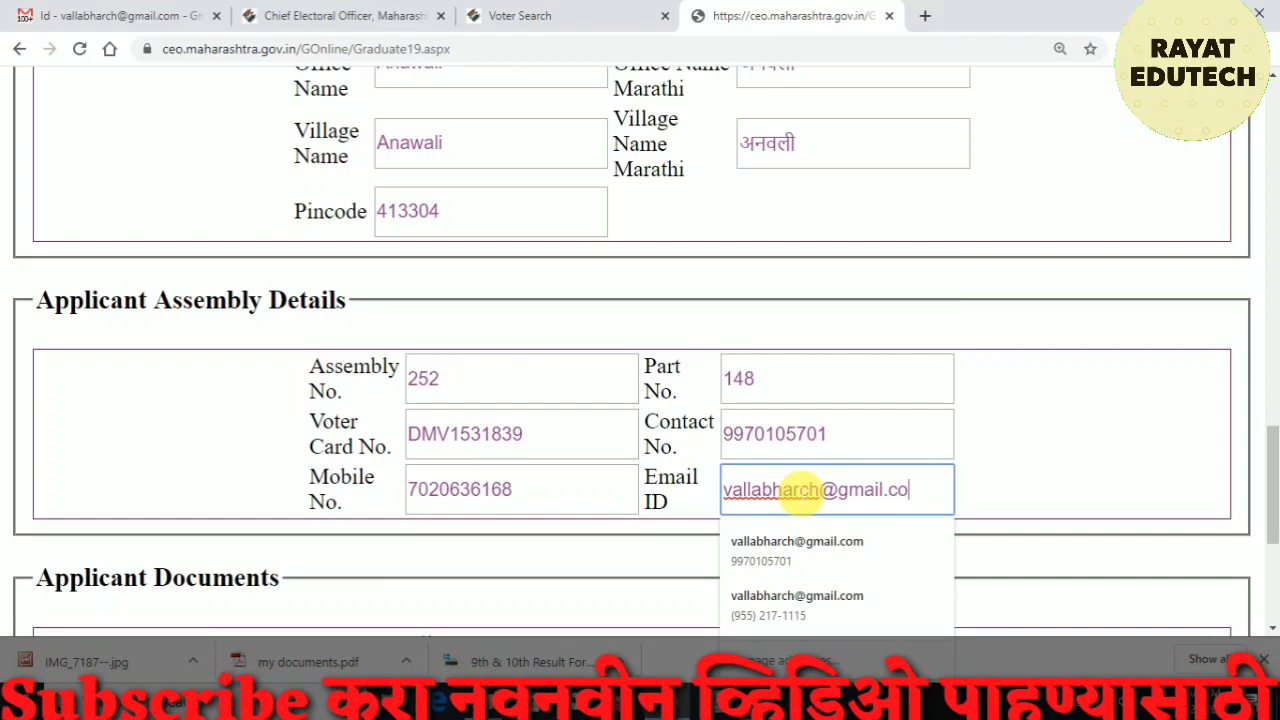 Id - vallabharch@gmail.com - Gm
Chief Electoral Officer, Maharash
Voter Search
https://ceo.maharashtra.gov.in/G
ceo.maharashtra.gov.in/GOnline/Graduate19.aspx
RAYAT
EDUTECH
Office Name
Anawali
Office Name Marathi
अनवली
Village Name
Anawali
Village Name Marathi
अनवली
Pincode
413304
Applicant Assembly Details
Assembly No.
252
Part No.
148
Voter Card No.
DMV1531839
Contact No.
9970105701
Mobile No.
7020636168
Email ID
vallabharch@gmail.co
vallabharch@gmail.com
9970105701
vallabharch@gmail.com
(955) 217-1115
Applicant Documents
IMG_7187--.jpg
my documents.pdf
9th & 10th Result For...
Show all
Subscribe करा नवनवीन व्हिडिओ पाहण्यासाठी